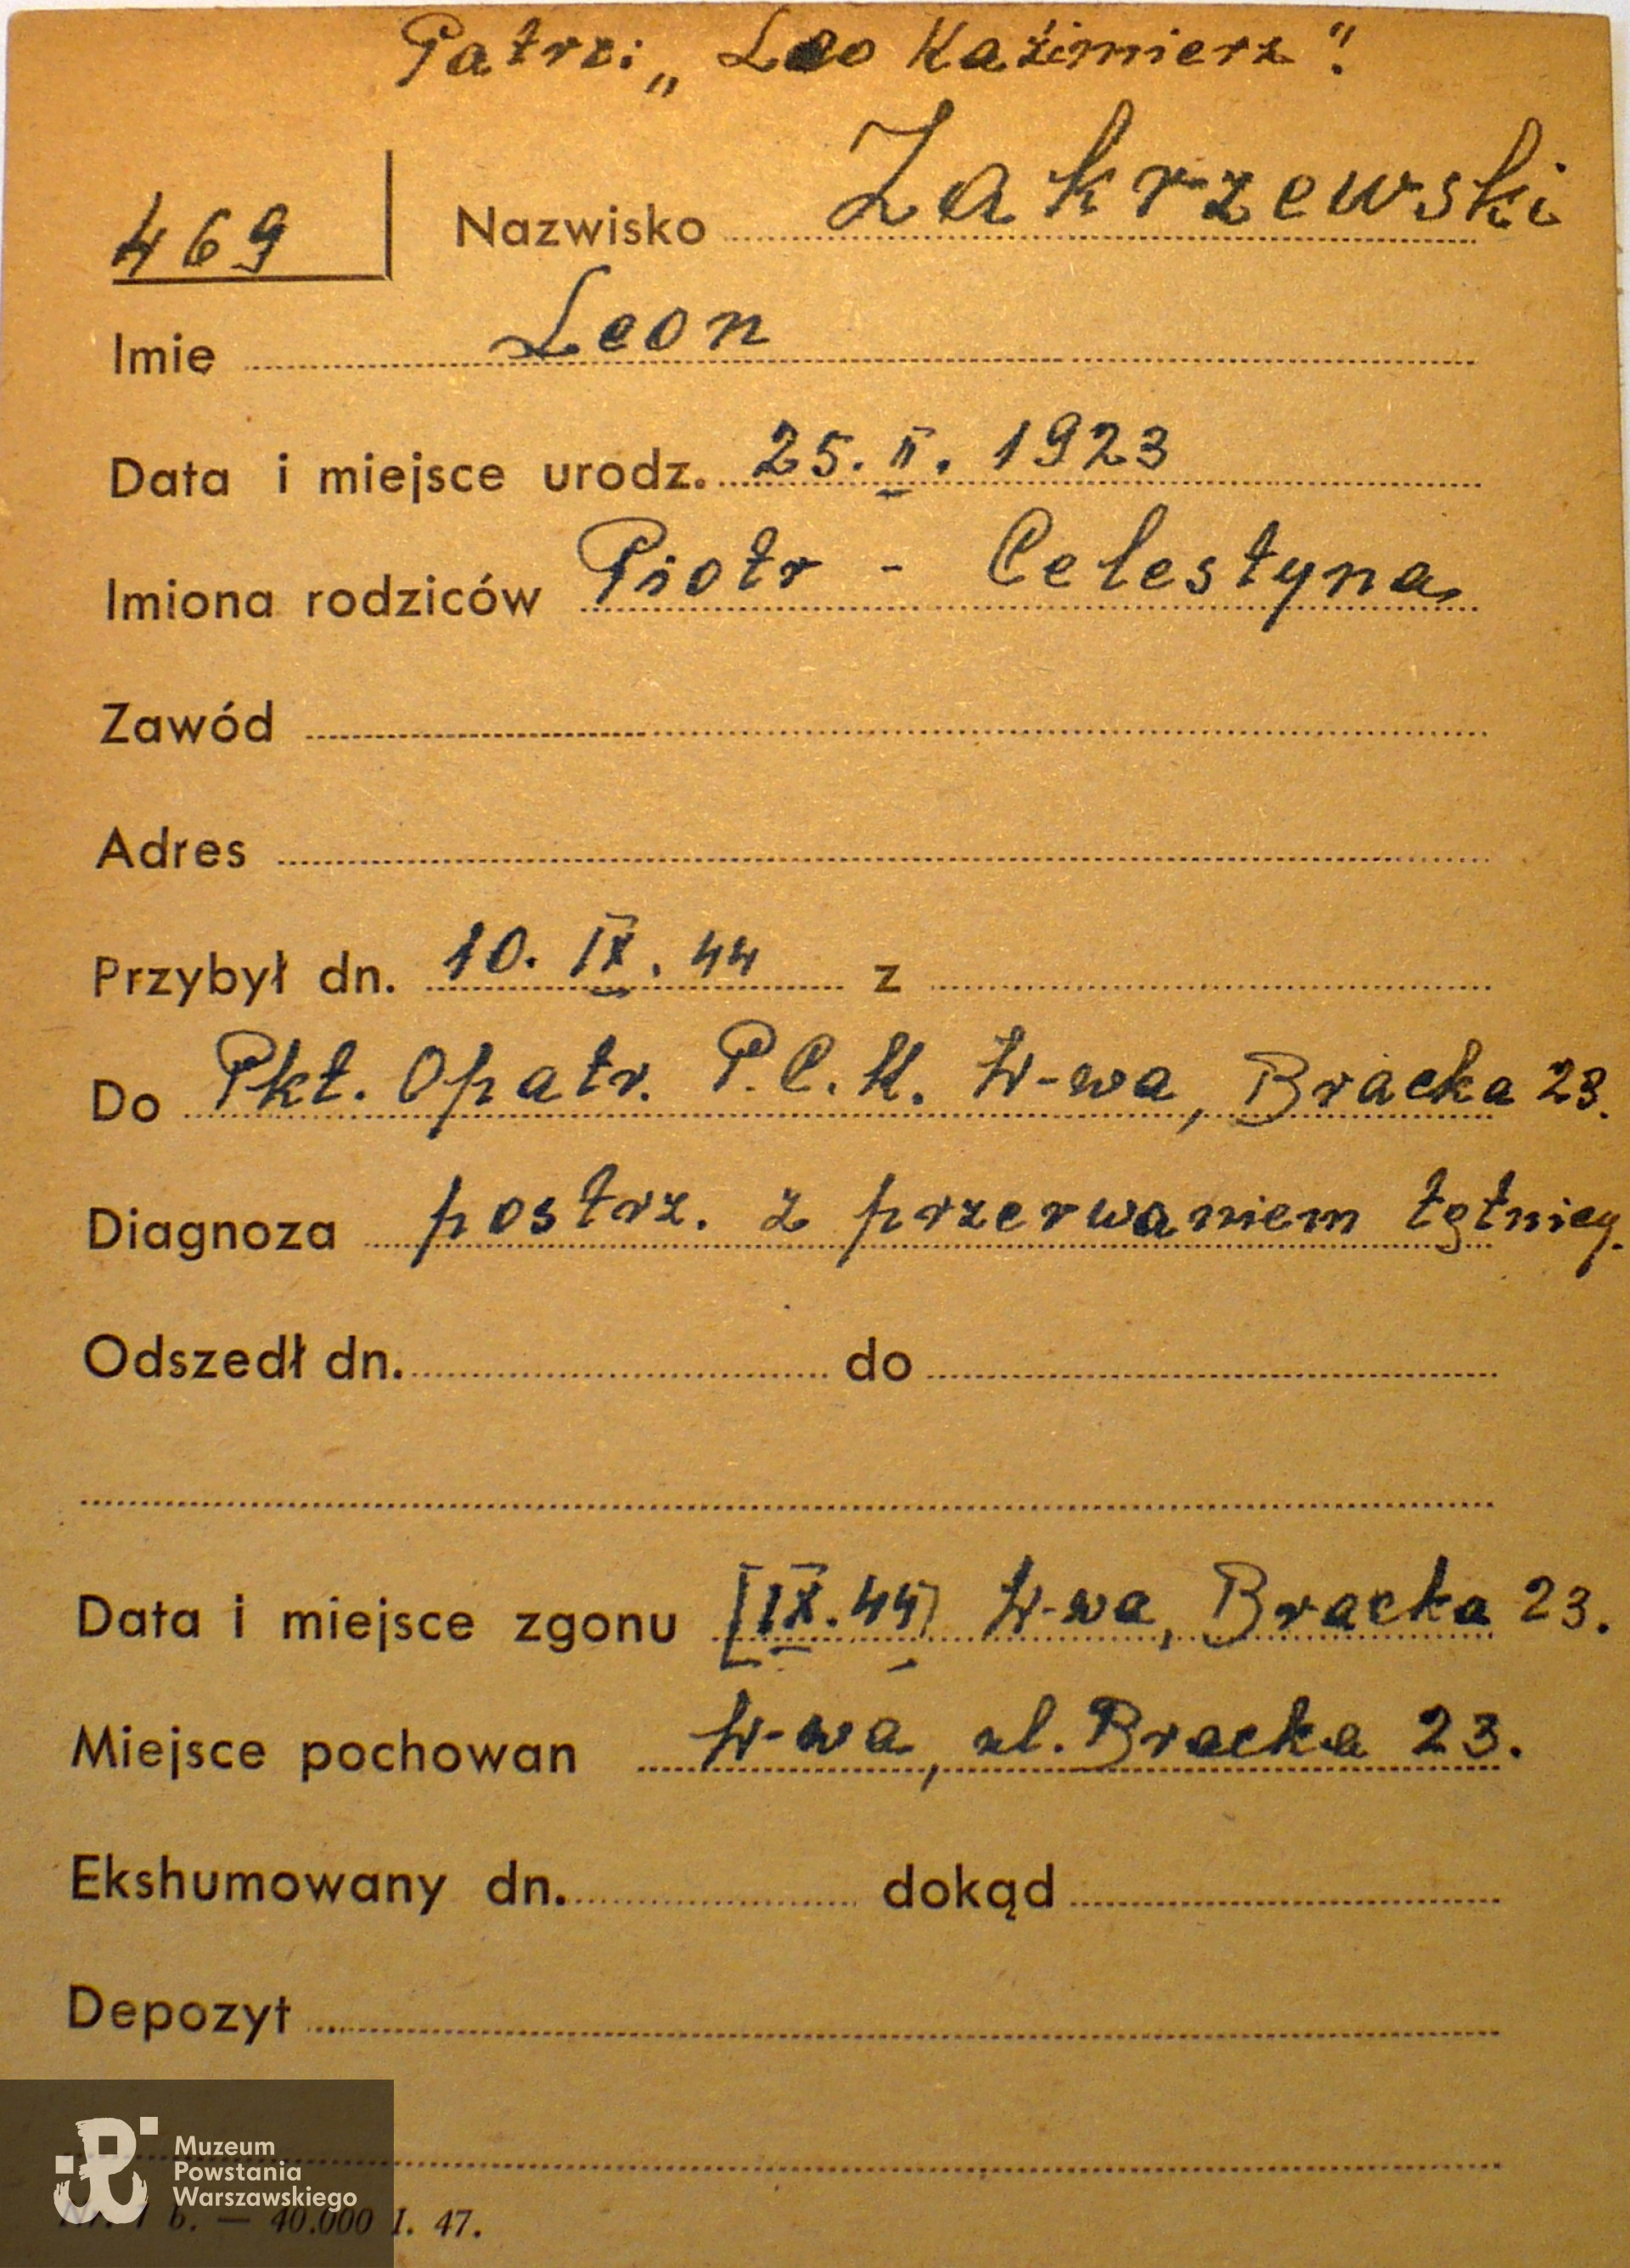 Patrz: „Leo Kaźimierz".
469
Nazwisko Zakrzewski
Imię Leon
Data i miejsce urodz. 25. II. 1923
Imiona rodziców Piotr - Celestyna
Zawód
Adres
Przybył dn. 10. IX. 44 z
Do Pkt. Opatr. P.C.K. W-wa, Bracka 23.
Diagnoza postrz. z przerwaniem tętnicy.
Odszedł dn. do
Data i miejsce zgonu [IX.44] W-wa, Bracka 23.
Miejsce pochowan W-wa, ul. Bracka 23.
Ekshumowany dn. dokąd
Depozyt
Muzeum
Powstania
Warszawskiego
b. — 40.000 I. 47.